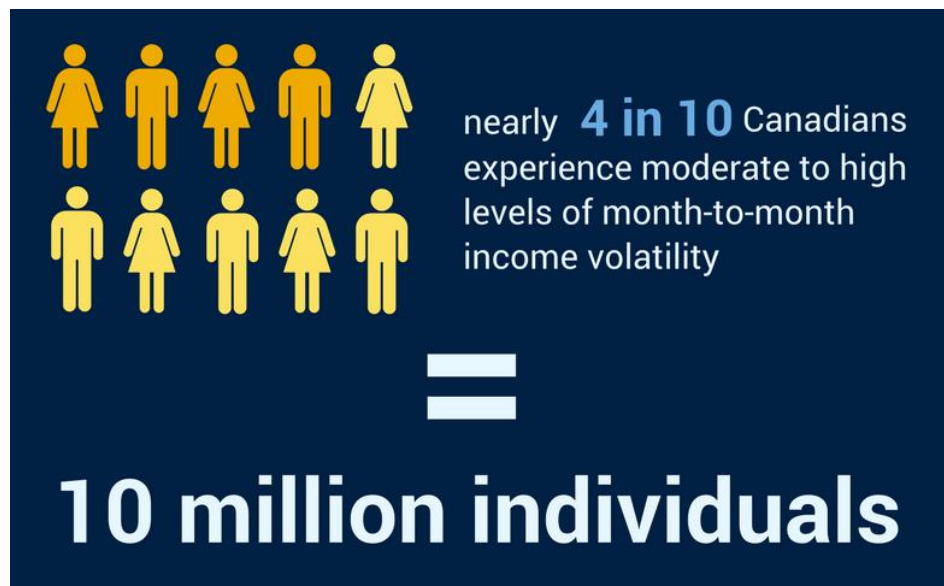 nearly 4 in 10 Canadians
experience moderate to high
levels of month-to-month
income volatility
=
10 million individuals